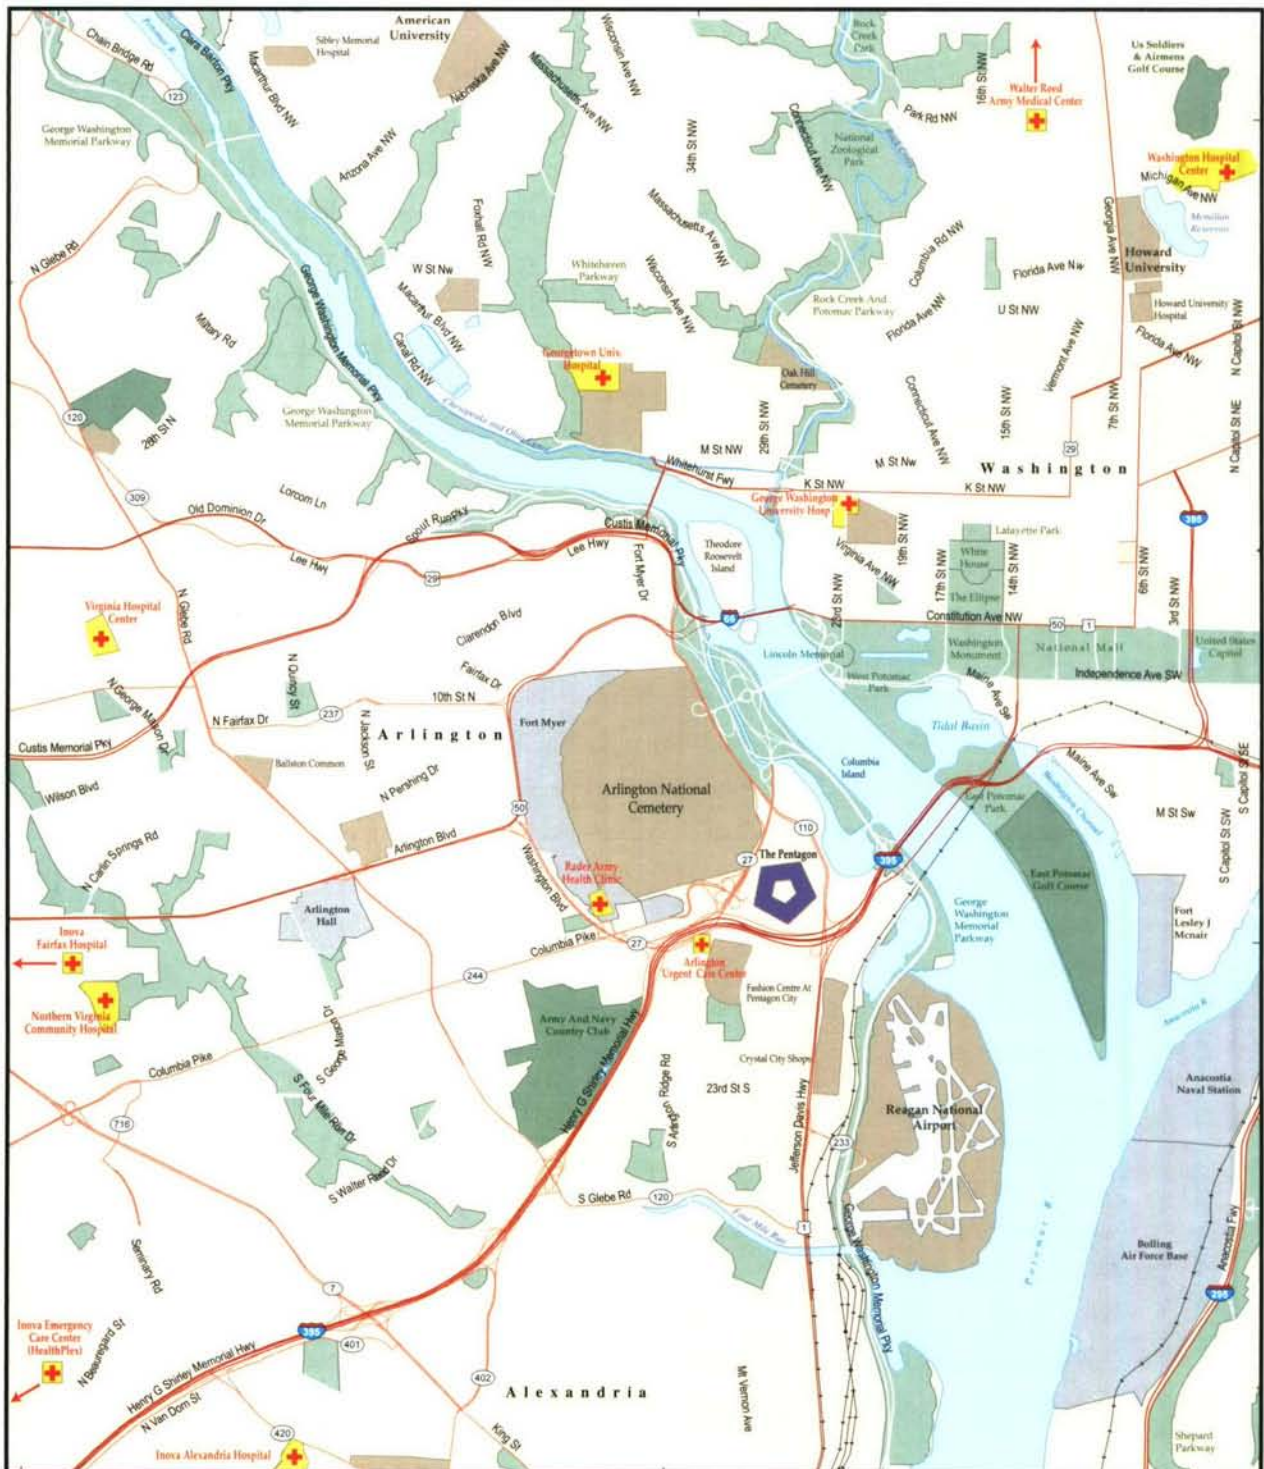 American
University
Sibley Memorial
Hospital
Chain Bridge Rd
Clara Barton Pky
Macarthur Blvd NW
Nebraska Ave NW
Massachusetts Ave NW
Wisconsin Ave NW
Rock
Creek
Park
16th St NW
Walter Reed
Army Medical Center
Us Soldiers
& Airmens
Golf Course
123
George Washington
Memorial Parkway
Arizona Ave NW
34th St NW
Connecticut Ave NW
Park Rd NW
National
Zoological
Park
Washington Hospital
Center
Michigan Ave NW
Mcmillan
Reservoir
Georgia Ave NW
Howard
University
N Glebe Rd
Foxhall Rd NW
Massachusetts Ave NW
Columbia Rd NW
W St Nw
Whitehaven
Parkway
Wisconsin Ave NW
Florida Ave Nw
Howard University
Hospital
Military Rd
George Washington Memorial Pky
Macarthur Blvd NW
Canal Rd NW
Rock Creek And
Potomac Parkway
Florida Ave NW
U St NW
Vermont Ave NW
Florida Ave NW
N Capitol St NW
Georgetown Univ.
Hospital
Oak Hill
Cemetery
120
28th St N
George Washington
Memorial Parkway
29th St NW
Connecticut Ave NW
15th St NW
7th St NW
N Capitol St NE
M St NW
M St Nw
29
Washington
Whitehurst Fwy
K St NW
K St NW
309
Lorcom Ln
Old Dominion Dr
Spout Run Pky
George Washington
University Hosp
395
Custis Memorial Pky
Lee Hwy
Lee Hwy
29
Fort Myer Dr
Theodore
Roosevelt
Island
Virginia Ave NW
19th St NW
Lafayette Park
White
House
The Ellipse
17th St NW
14th St NW
6th St NW
3rd St NW
Virginia Hospital
Center
N Glebe Rd
Clarendon Blvd
66
23rd St NW
Constitution Ave NW
50
1
Lincoln Memorial
Washington
Monument
National Mall
United States
Capitol
Independence Ave SW
N Quincy St
Fairfax Dr
10th St N
West Potomac
Park
Maine Ave Sw
N George Mason Dr
N Fairfax Dr
237
N Jackson St
Fort Myer
Arlington
Tidal Basin
Custis Memorial Pky
Ballston Common
Columbia
Island
Maine Ave Sw
Washington Channel
Wilson Blvd
N Pershing Dr
Arlington National
Cemetery
East Potomac
Park
S Capitol St SE
50
M St Sw
N Carlin Springs Rd
Arlington Blvd
110
S Capitol St SW
Washington Blvd
Rader Army
Health Clinic
27
The Pentagon
395
East Potomac
Golf Course
Arlington
Hall
George
Washington
Memorial
Parkway
Fort
Lesley J
Mcnair
Inova
Fairfax Hospital
Columbia Pike
27
244
Arlington
Urgent Care Center
Fashion Centre At
Pentagon City
Northern Virginia
Community Hospital
S George Mason Dr
Army And Navy
Country Club
Anacostia R
Columbia Pike
Henry G Shirley Memorial Hwy
Crystal City Shops
S Arlington Ridge Rd
23rd St S
Anacostia
Naval Station
S Four Mile Run Dr
716
Jefferson Davis Hwy
Reagan National
Airport
233
S Walter Reed Dr
S Glebe Rd
120
Four Mile Run
1
Potomac R
George Washington Memorial Pky
Bolling
Air Force Base
Anacostia Fwy
Seminary Rd
7
295
Inova Emergency
Care Center
(HealthPlex)
N Beauregard St
395
401
Henry G Shirley Memorial Hwy
402
Mt Vernon Ave
Alexandria
N Van Dorn St
420
King St
Inova Alexandria Hospital
Shepard
Parkway